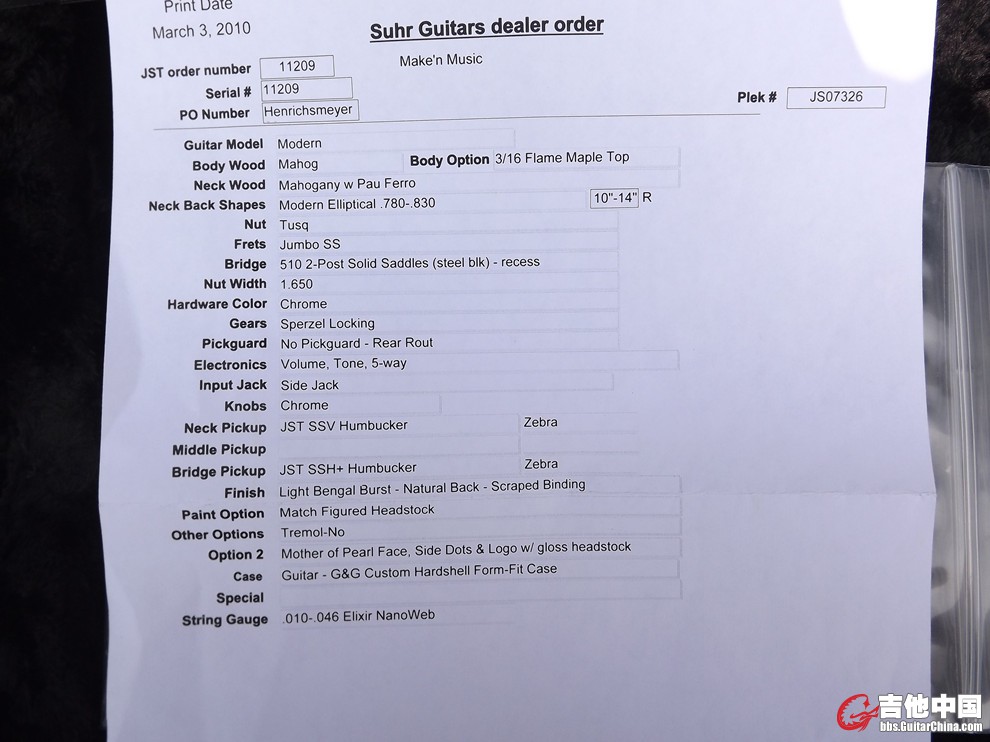 Print Date
March 3, 2010
Suhr Guitars dealer order
Make'n Music
JST order number 11209
Serial # 11209
PO Number Henrichsmeyer
Plek # JS07326
Guitar Model Modern
Body Wood Mahog Body Option 3/16 Flame Maple Top
Neck Wood Mahogany w Pau Ferro
Neck Back Shapes Modern Elliptical .780-.830 10"-14" R
Nut Tusq
Frets Jumbo SS
Bridge 510 2-Post Solid Saddles (steel blk) - recess
Nut Width 1.650
Hardware Color Chrome
Gears Sperzel Locking
Pickguard No Pickguard - Rear Rout
Electronics Volume, Tone, 5-way
Input Jack Side Jack
Knobs Chrome
Neck Pickup JST SSV Humbucker Zebra
Middle Pickup
Bridge Pickup JST SSH+ Humbucker Zebra
Finish Light Bengal Burst - Natural Back - Scraped Binding
Paint Option Match Figured Headstock
Other Options Tremol-No
Option 2 Mother of Pearl Face, Side Dots & Logo w/ gloss headstock
Case Guitar - G&G Custom Hardshell Form-Fit Case
Special
String Gauge .010-.046 Elixir NanoWeb
吉他中国
bbs.GuitarChina.com